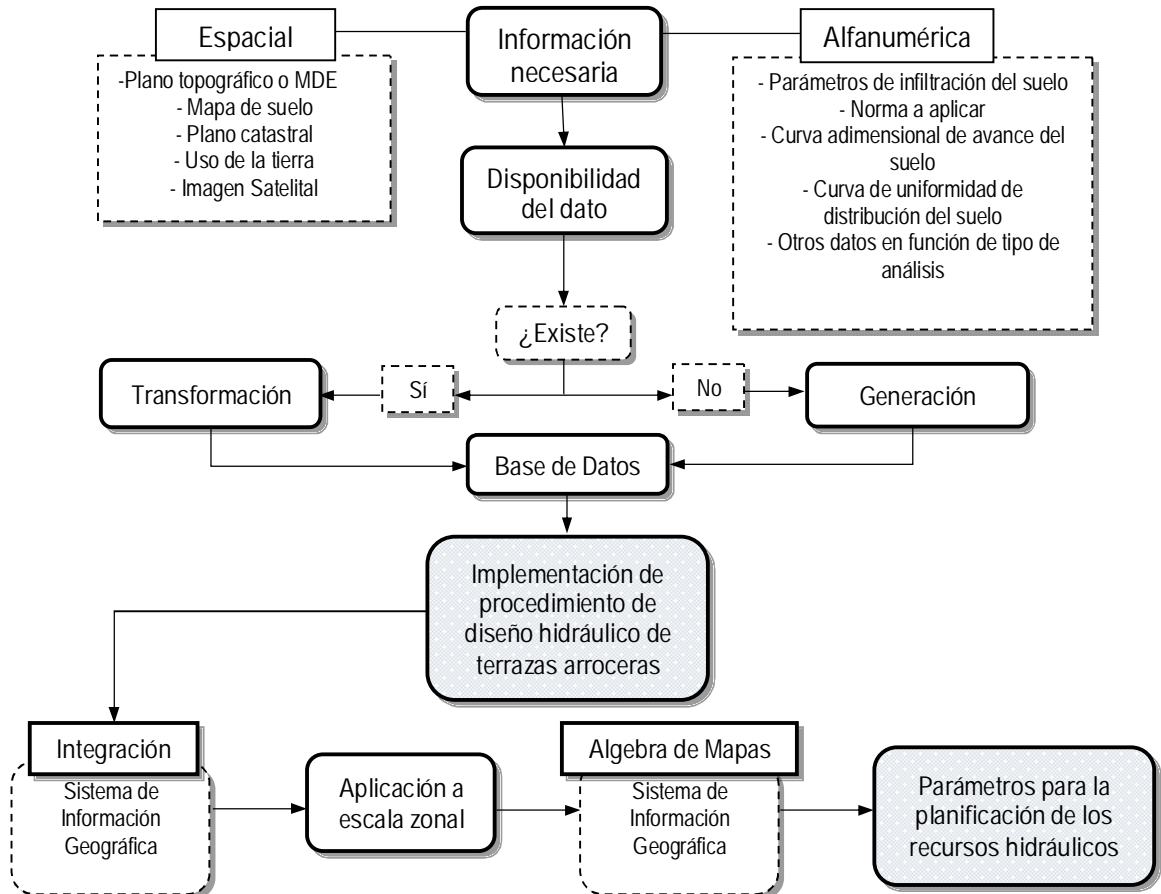 Espacial
Información
necesaria
Alfanumérica
-Plano topográfico o MDE
- Mapa de suelo
- Plano catastral
- Uso de la tierra
- Imagen Satelital
- Parámetros de infiltración del suelo
- Norma a aplicar
- Curva adimensional de avance del
suelo
- Curva de uniformidad de
distribución del suelo
- Otros datos en función de tipo de
análisis
Disponibilidad
del dato
¿Existe?
Transformación
Sí
No
Generación
Base de Datos
Implementación de
procedimiento de
diseño hidráulico de
terrazas arroceras
Integración
Sistema de
Información
Geográfica
Aplicación a
escala zonal
Algebra de Mapas
Sistema de
Información
Geográfica
Parámetros para la
planificación de los
recursos hidráulicos